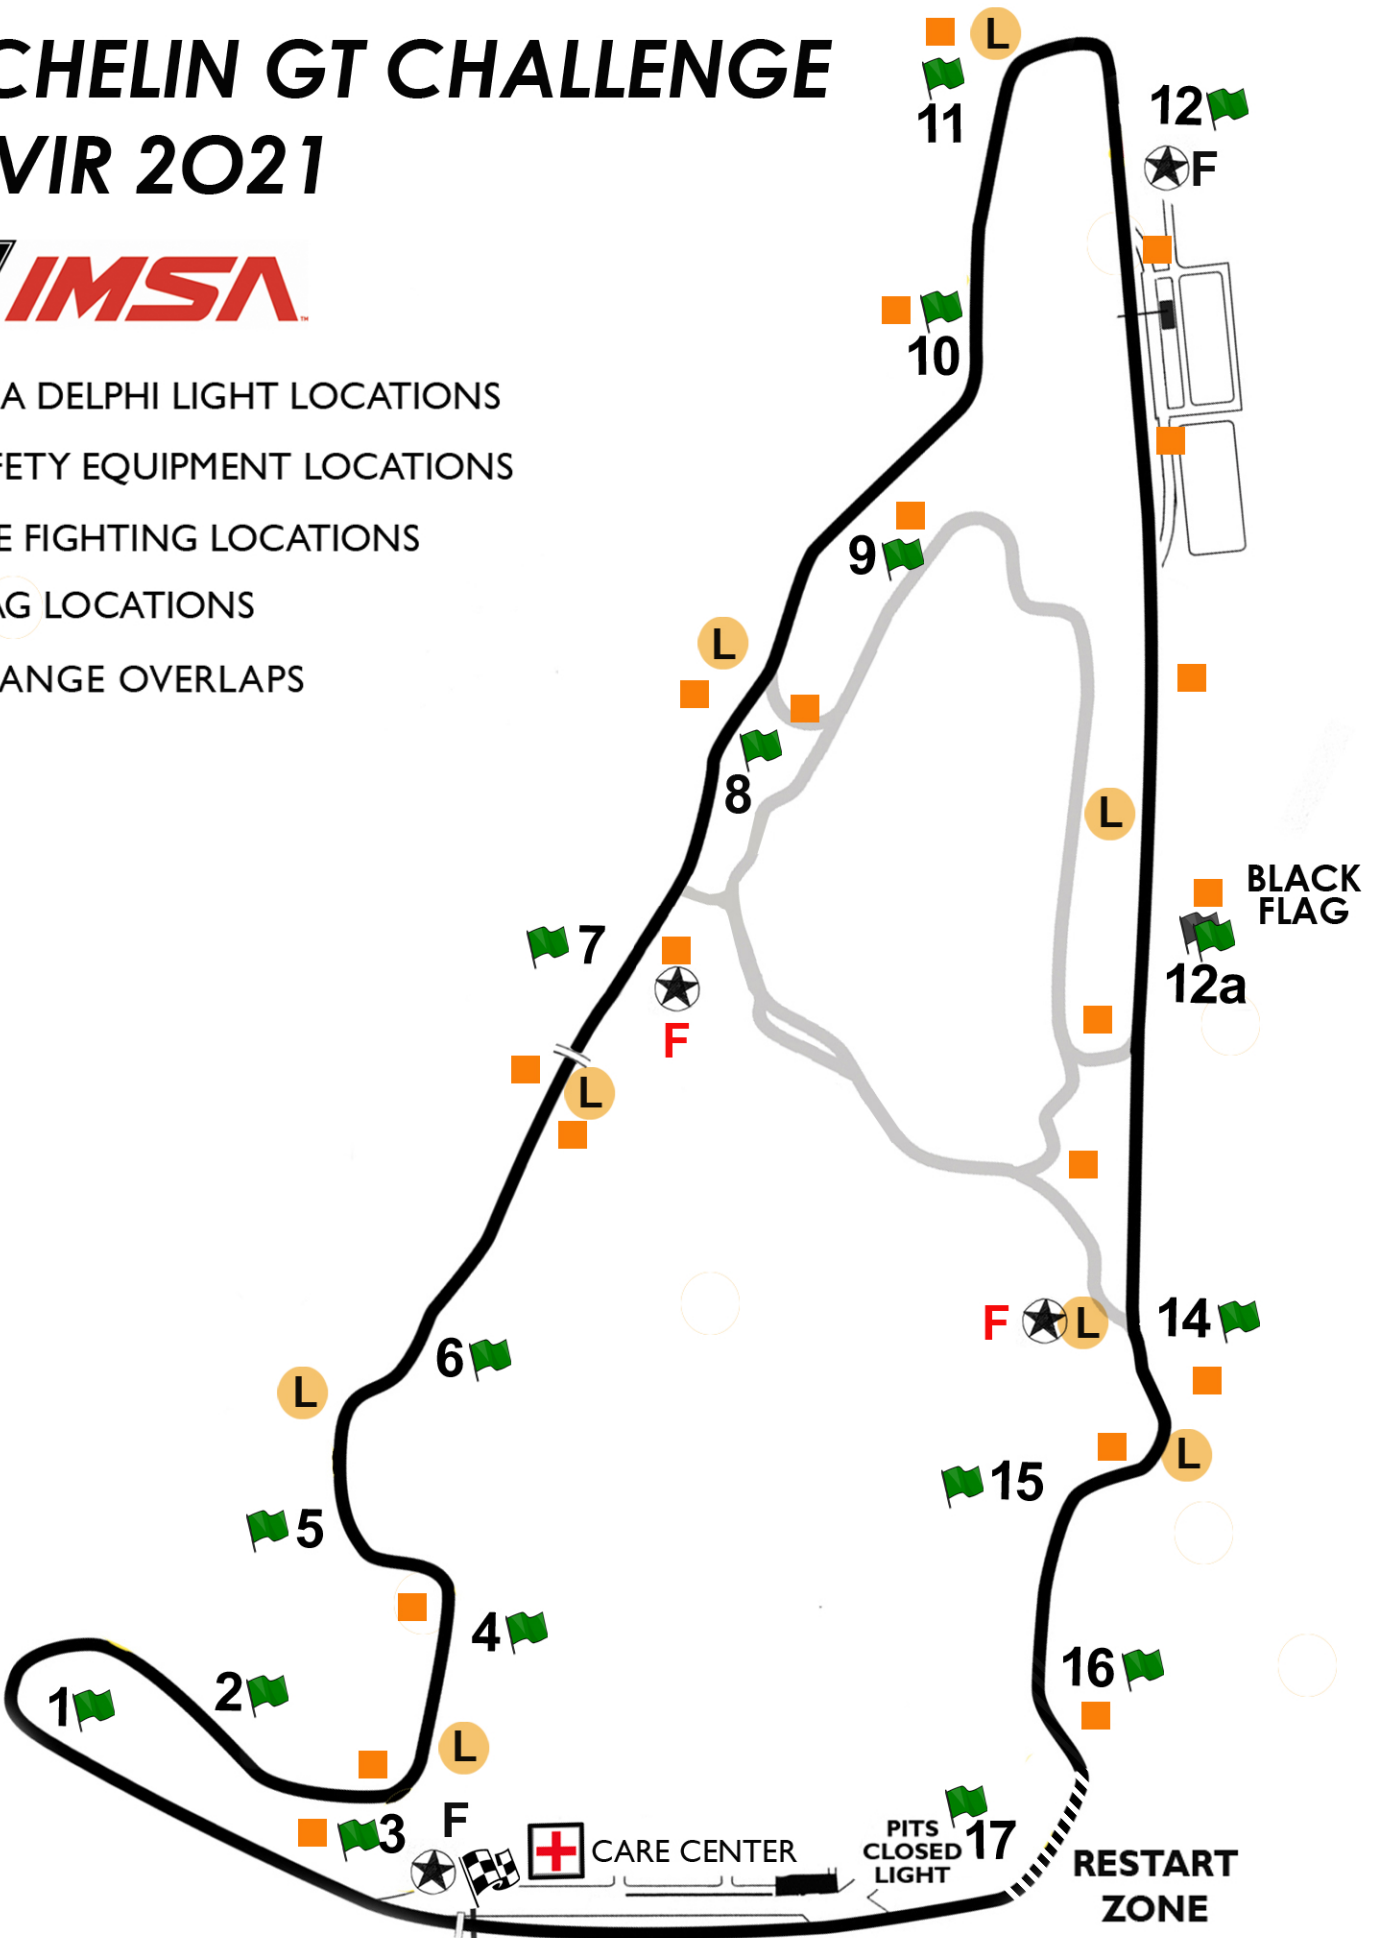 CHELIN GT CHALLENGE
VIR 2021
IMSA
A DELPHI LIGHT LOCATIONS
FETY EQUIPMENT LOCATIONS
E FIGHTING LOCATIONS
AG LOCATIONS
ANGE OVERLAPS
L
11
12
F
10
9
L
8
L
BLACK
FLAG
7
12a
F
L
F
L
14
6
L
L
15
5
4
16
2
1
L
F
3
CARE CENTER
PITS
CLOSED
LIGHT
17
RESTART
ZONE